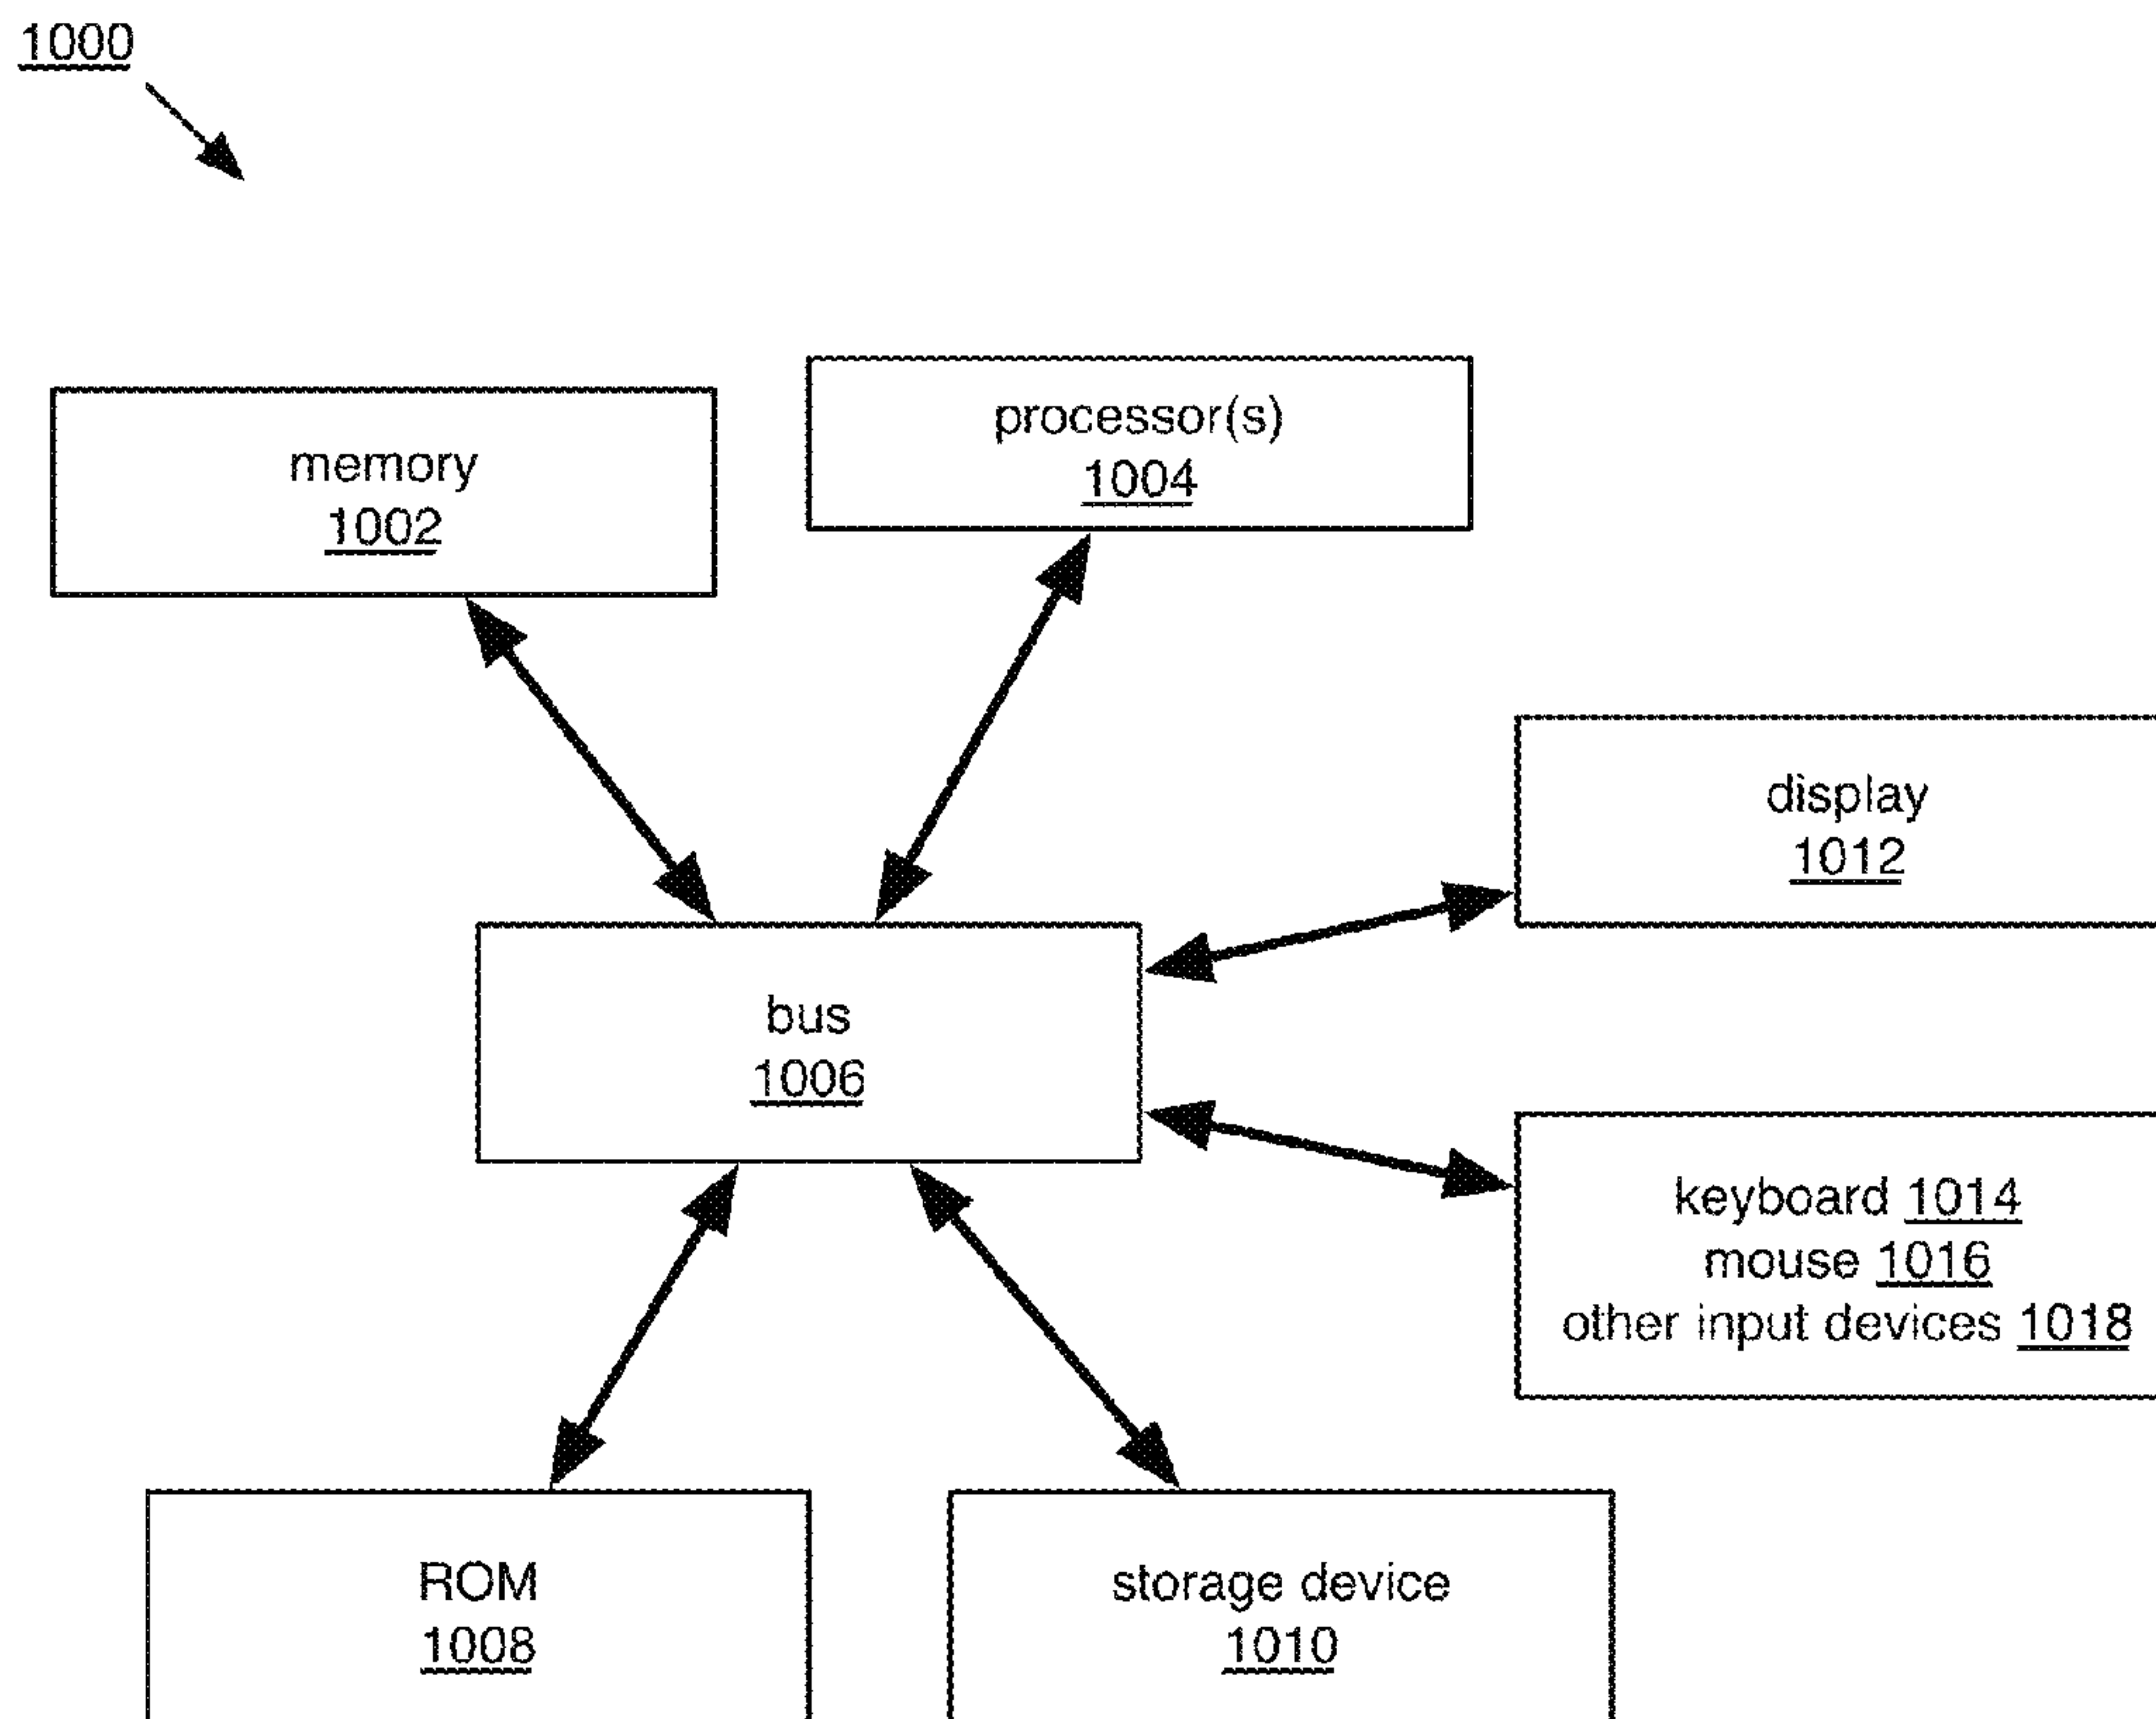 1000
memory
1002
processor(s)
1004
display
1012
bus
1006
keyboard 1014
mouse 1016
other input devices 1018
ROM
1008
storage device
1010